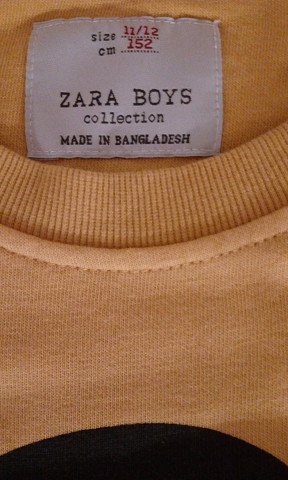 size 11/12
cm 152
ZARA BOYS
collection
MADE IN BANGLADESH